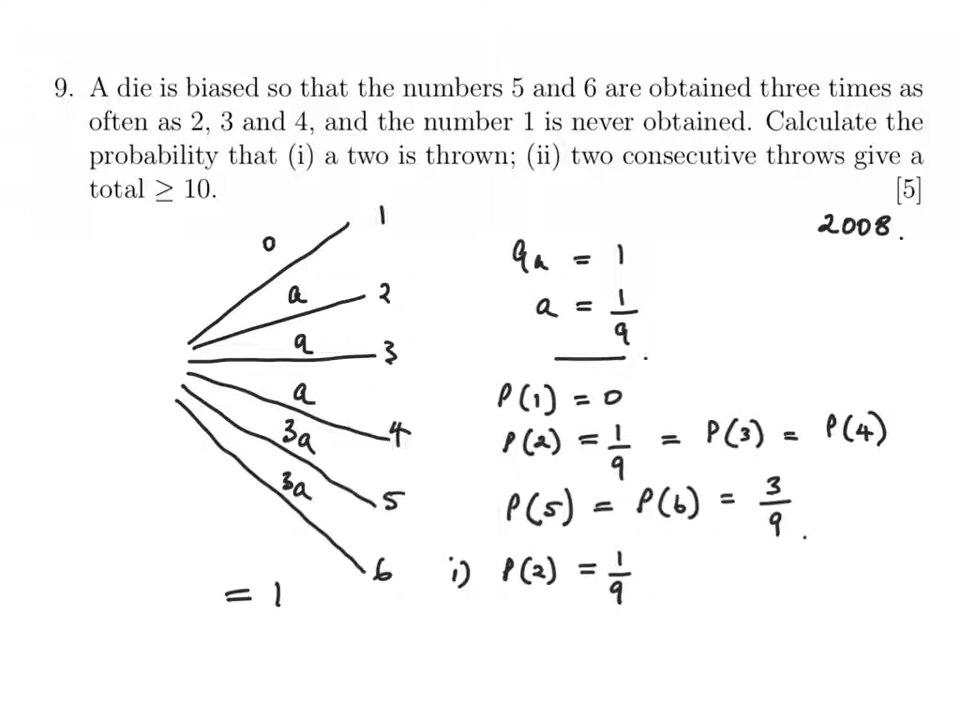 9. A die is biased so that the numbers 5 and 6 are obtained three times as
often as 2, 3 and 4, and the number 1 is never obtained. Calculate the
probability that (i) a two is thrown; (ii) two consecutive throws give a
total ≥ 10. [5]
2008.
0 1
a 2
a 3
a 4
3a 5
3a 6
= 1
9a = 1
a = 1/9
P(1) = 0
P(2) = 1/9 = P(3) = P(4)
P(5) = P(6) = 3/9.
i) P(2) = 1/9